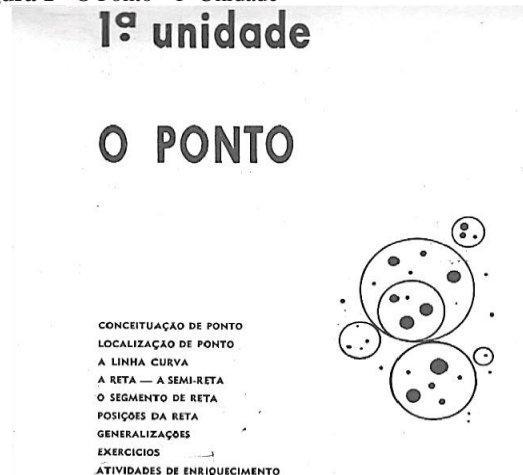 1ª unidade
O PONTO
CONCEITUAÇÃO DE PONTO
LOCALIZAÇÃO DE PONTO
A LINHA CURVA
A RETA — A SEMI-RETA
O SEGMENTO DE RETA
POSIÇÕES DA RETA
GENERALIZAÇÕES
EXERCICIOS
ATIVIDADES DE ENRIQUECIMENTO